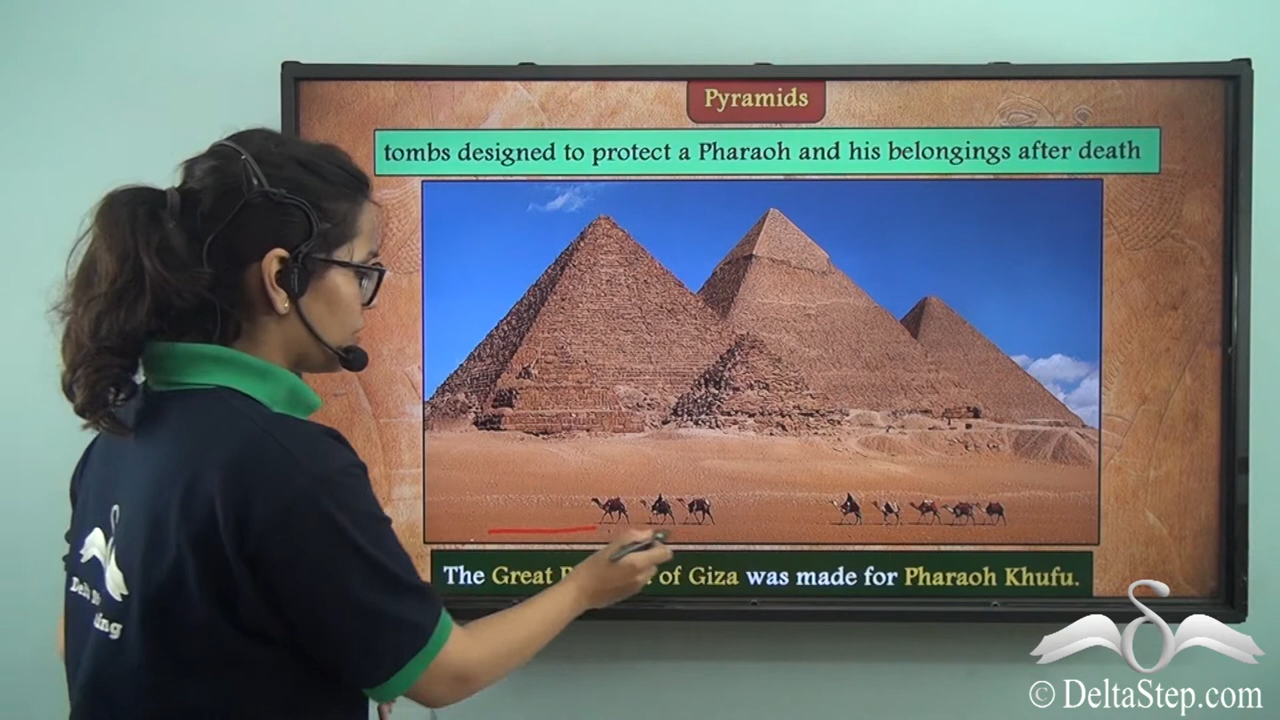 Pyramids
tombs designed to protect a Pharaoh and his belongings after death
The Great of Giza was made for Pharaoh Khufu.
© DeltaStep.com